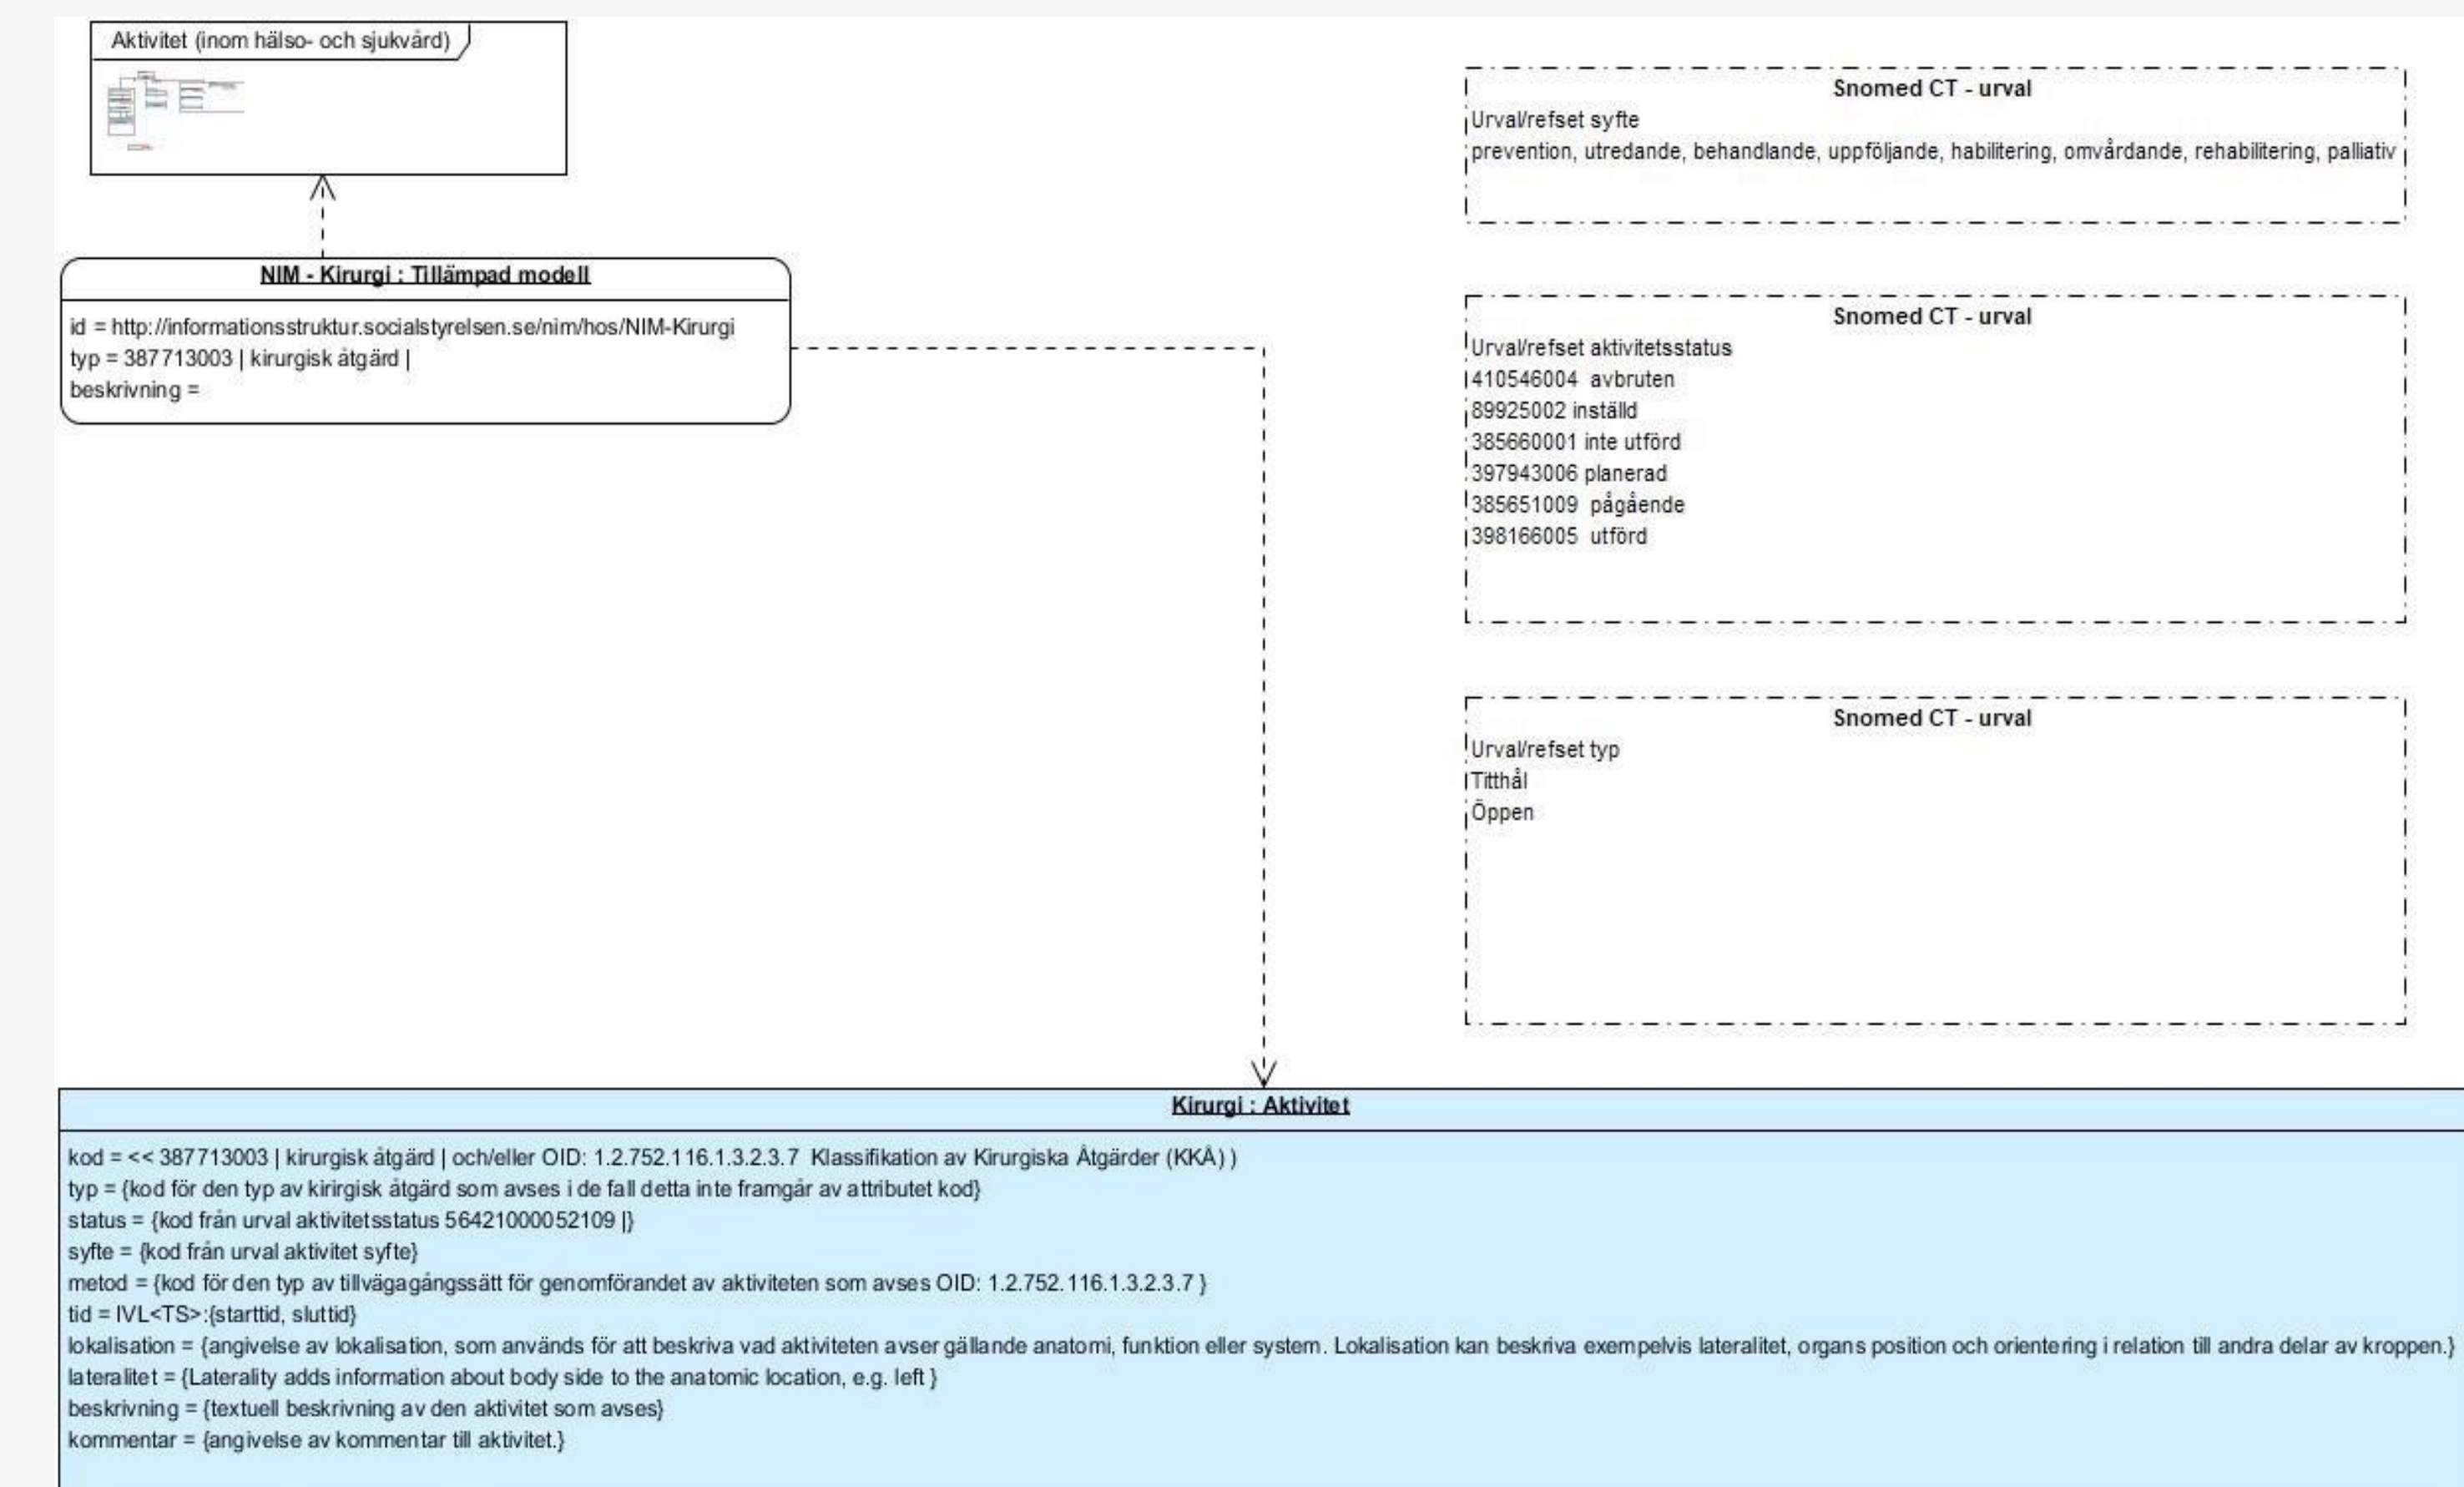 Aktivitet (inom hälso- och sjukvård)
NIM - Kirurgi : Tillämpad modell
id = http://informationsstruktur.socialstyrelsen.se/nim/hos/NIM-Kirurgi
typ = 387713003 | kirurgisk åtgärd |
beskrivning =
Snomed CT - urval
Urval/refset syfte
prevention, utredande, behandlande, uppföljande, habilitering, omvårdande, rehabilitering, palliativ
Snomed CT - urval
Urval/refset aktivitetsstatus
410546004  avbruten
89925002 inställd
385660001 inte utförd
397943006 planerad
385651009  pågående
398166005  utförd
Snomed CT - urval
Urval/refset typ
Titthål
Öppen
Kirurgi : Aktivitet
kod = << 387713003 | kirurgisk åtgärd | och/eller OID: 1.2.752.116.1.3.2.3.7  Klassifikation av Kirurgiska Åtgärder (KKÅ) )
typ = {kod för den typ av kirirgisk åtgärd som avses i de fall detta inte framgår av attributet kod}
status = {kod från urval aktivitetsstatus 56421000052109 |}
syfte = {kod från urval aktivitet syfte}
metod = {kod för den typ av tillvägagångssätt för genomförandet av aktiviteten som avses OID: 1.2.752.116.1.3.2.3.7 }
tid = IVL<TS>:{starttid, sluttid}
lokalisation = {angivelse av lokalisation, som används för att beskriva vad aktiviteten avser gällande anatomi, funktion eller system. Lokalisation kan beskriva exempelvis lateralitet, organs position och orientering i relation till andra delar av kroppen.}
lateralitet = {Laterality adds information about body side to the anatomic location, e.g. left }
beskrivning = {textuell beskrivning av den aktivitet som avses}
kommentar = {angivelse av kommentar till aktivitet.}